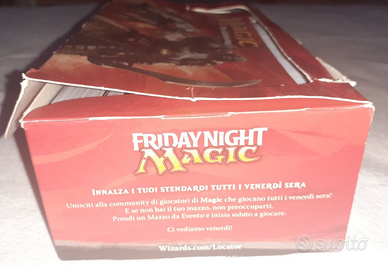 MAGIC
FRIDAY NIGHT
MAGIC
INNALZA I TUOI STENDARDI TUTTI I VENERDÌ SERA
Unisciti alla community di giocatori di Magic che giocano tutti i venerdì sera!
E se non hai il tuo mazzo, non preoccuparti.
Prendi un Mazzo da Evento e inizia subito a giocare.
Ci vediamo venerdì!
Wizards.com/Locator
subito